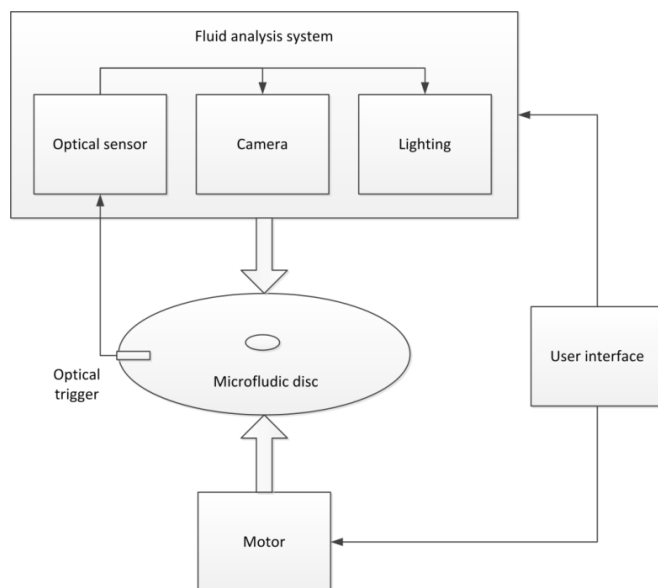 Fluid analysis system
Optical sensor
Camera
Lighting
Optical
trigger
Microfludic disc
User interface
Motor